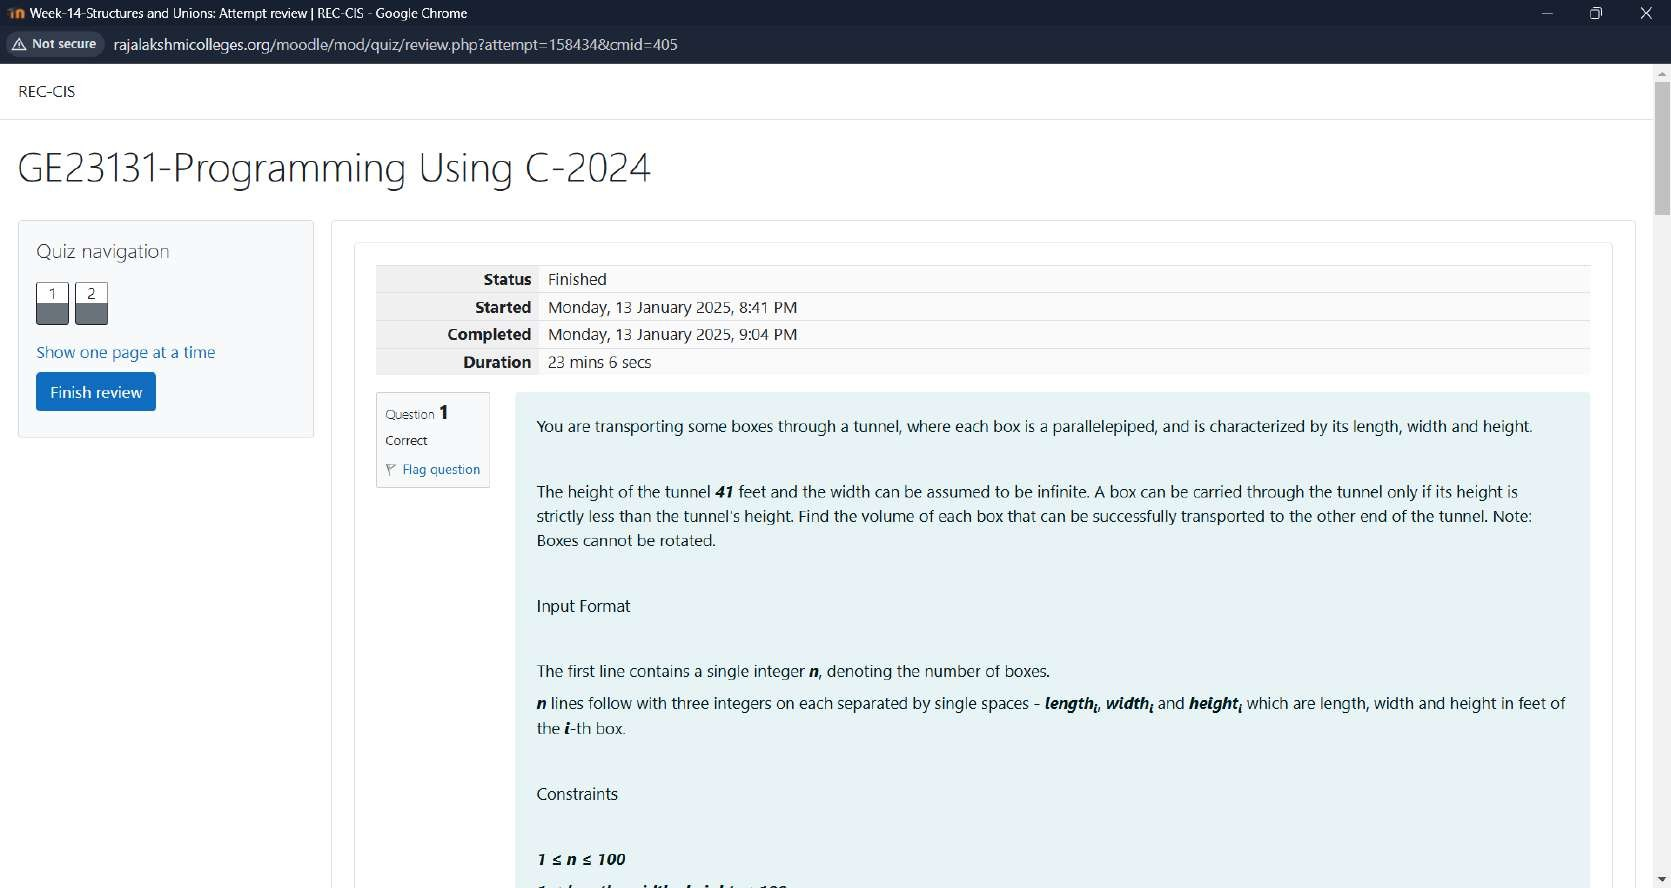 Week-14-Structures and Unions: Attempt review | REC-CIS - Google Chrome
Not secure rajalakshmicolleges.org/moodle/mod/quiz/review.php?attempt=158434&cmid=405
REC-CIS
GE23131-Programming Using C-2024
Quiz navigation
1 2
Show one page at a time
Finish review
Status Finished
Started Monday, 13 January 2025, 8:41 PM
Completed Monday, 13 January 2025, 9:04 PM
Duration 23 mins 6 secs
Question 1
Correct
Flag question
You are transporting some boxes through a tunnel, where each box is a parallelepiped, and is characterized by its length, width and height.
The height of the tunnel 41 feet and the width can be assumed to be infinite. A box can be carried through the tunnel only if its height is
strictly less than the tunnel's height. Find the volume of each box that can be successfully transported to the other end of the tunnel. Note:
Boxes cannot be rotated.
Input Format
The first line contains a single integer n, denoting the number of boxes.
n lines follow with three integers on each separated by single spaces - lengthi, widthi and heighti which are length, width and height in feet of
the i-th box.
Constraints
1 ≤ n ≤ 100